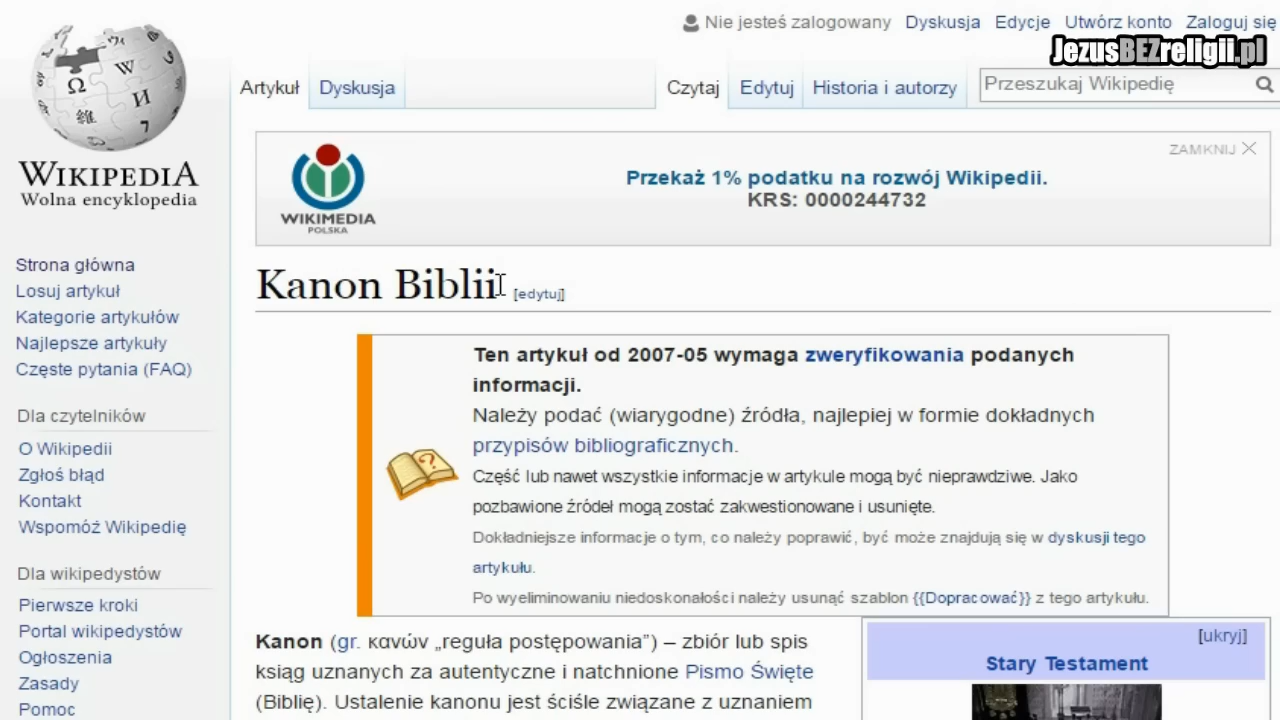 Nie jesteś zalogowany Dyskusja Edycje Utwórz konto Zaloguj się
JezusBEZreligii.pl
Artykuł Dyskusja Czytaj Edytuj Historia i autorzy Przeszukaj Wikipedię
WIKIPEDIA
Wolna encyklopedia
ZAMKNIJ
Przekaż 1% podatku na rozwój Wikipedii.
KRS: 0000244732
WIKIMEDIA
POLSKA
Strona główna
Losuj artykuł
Kategorie artykułów
Najlepsze artykuły
Częste pytania (FAQ)
Dla czytelników
O Wikipedii
Zgłoś błąd
Kontakt
Wspomóż Wikipedię
Dla wikipedystów
Pierwsze kroki
Portal wikipedystów
Ogłoszenia
Zasady
Pomoc
Kanon Biblii [edytuj]
Ten artykuł od 2007-05 wymaga zweryfikowania podanych
informacji.
Należy podać (wiarygodne) źródła, najlepiej w formie dokładnych
przypisów bibliograficznych.
Część lub nawet wszystkie informacje w artykule mogą być nieprawdziwe. Jako
pozbawione źródeł mogą zostać zakwestionowane i usunięte.
Dokładniejsze informacje o tym, co należy poprawić, być może znajdują się w dyskusji tego
artykułu.
Po wyeliminowaniu niedoskonałości należy usunąć szablon {{Dopracować}} z tego artykułu.
Kanon (gr. κανών „reguła postępowania”) – zbiór lub spis
ksiąg uznanych za autentyczne i natchnione Pismo Święte
(Biblię). Ustalenie kanonu jest ściśle związane z uznaniem
[ukryj]
Stary Testament